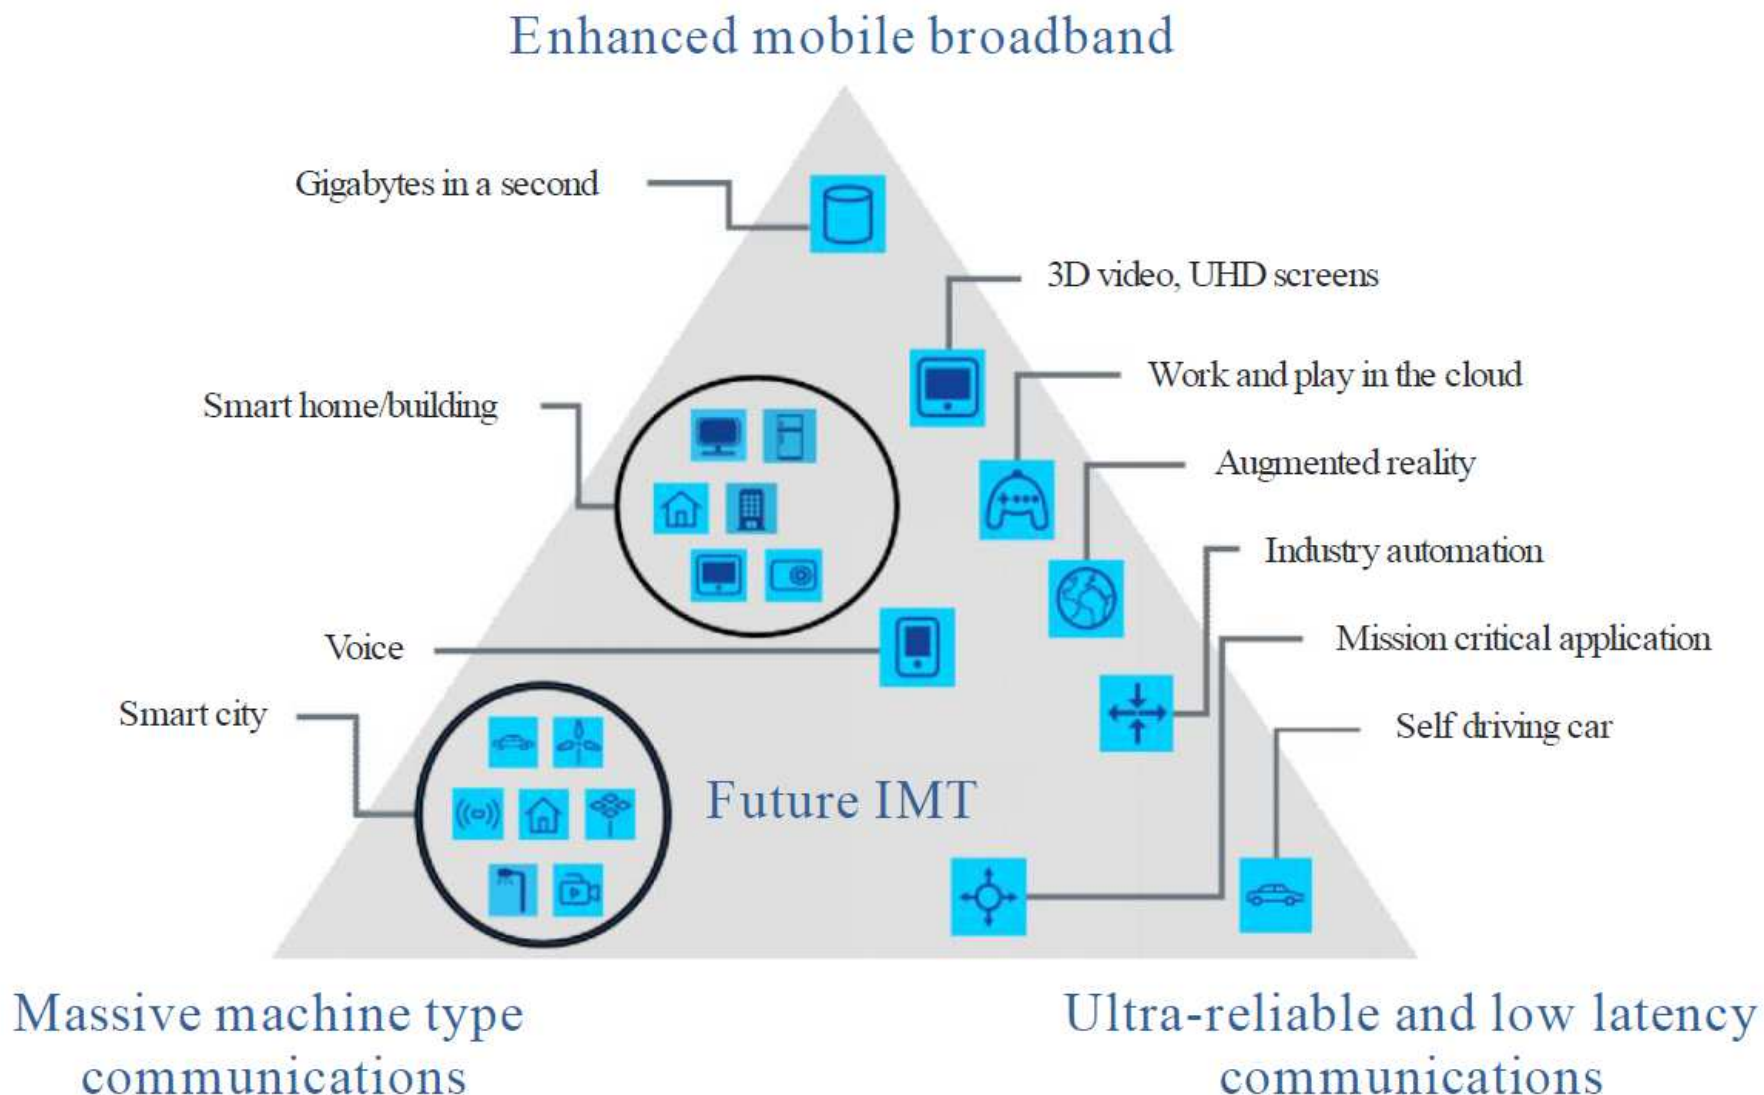 Enhanced mobile broadband
Gigabytes in a second
3D video, UHD screens
Work and play in the cloud
Smart home/building
Augmented reality
Industry automation
Mission critical application
Voice
Smart city
Self driving car
Future IMT
Massive machine type
communications
Ultra-reliable and low latency
communications